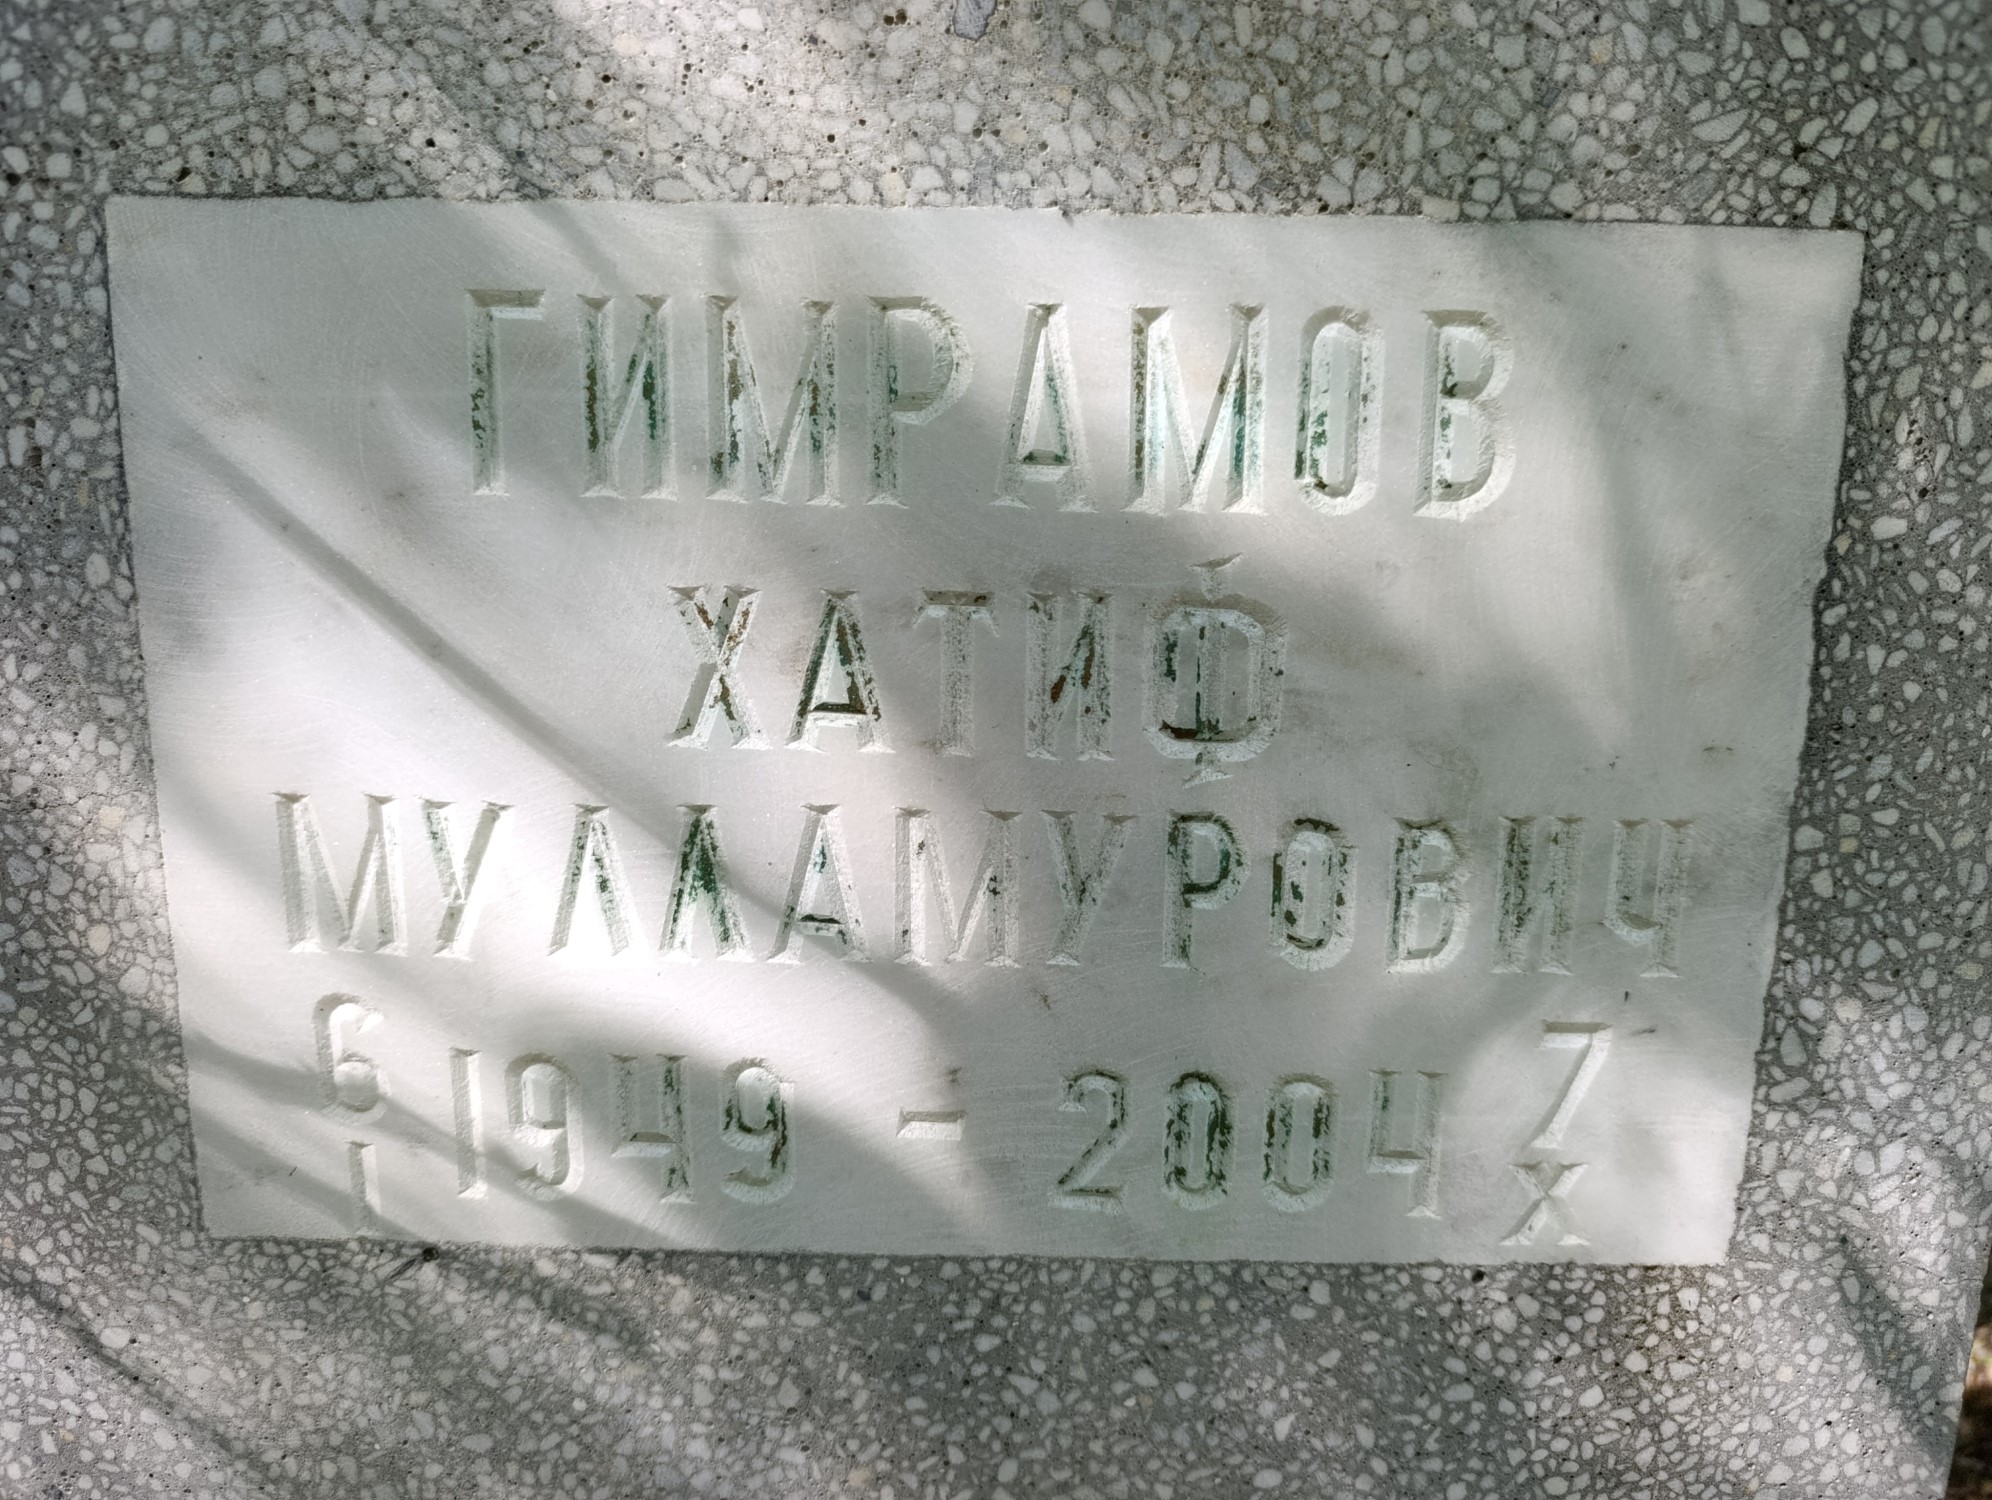 ГИМРАМОВ
ХАТИФ
МУЛЛАМУРОВИЧ
6/I 1949 - 2004 7/X